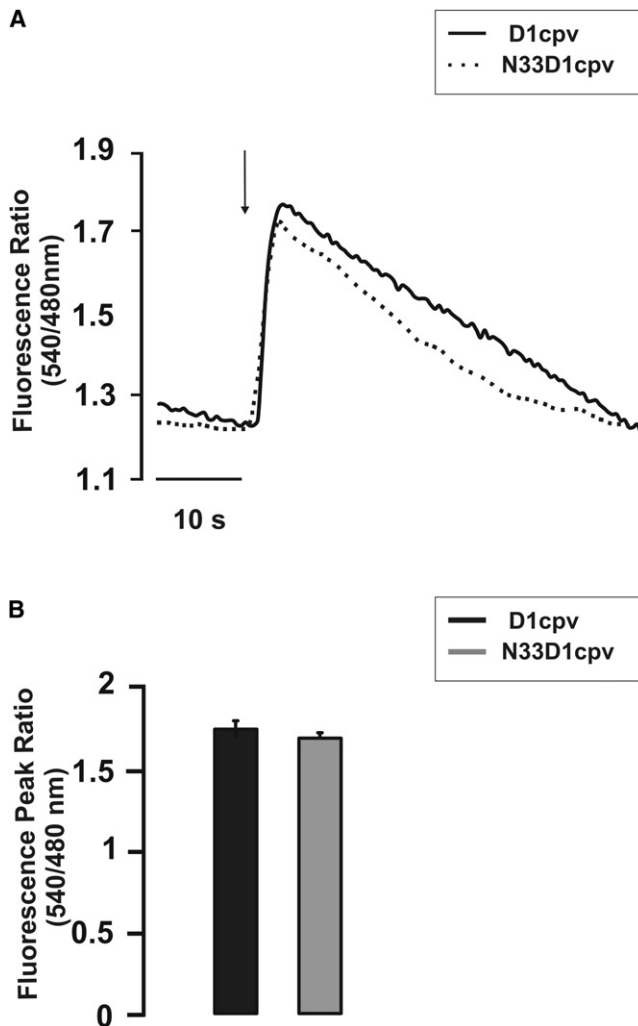 A
D1cpv
N33D1cpv
Fluorescence Ratio
(540/480nm)
1.9
1.7
1.5
1.3
1.1
10 s
B
D1cpv
N33D1cpv
Fluorescence Peak Ratio
(540/480 nm)
2
1.5
1
0.5
0